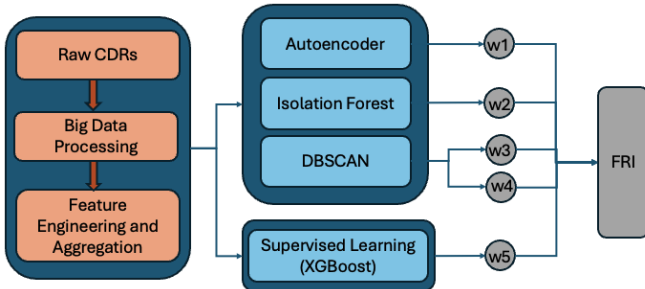 Raw CDRs
Big Data
Processing
Feature
Engineering and
Aggregation
Autoencoder
Isolation Forest
DBSCAN
Supervised Learning
(XGBoost)
w1
w2
w3
w4
w5
FRI